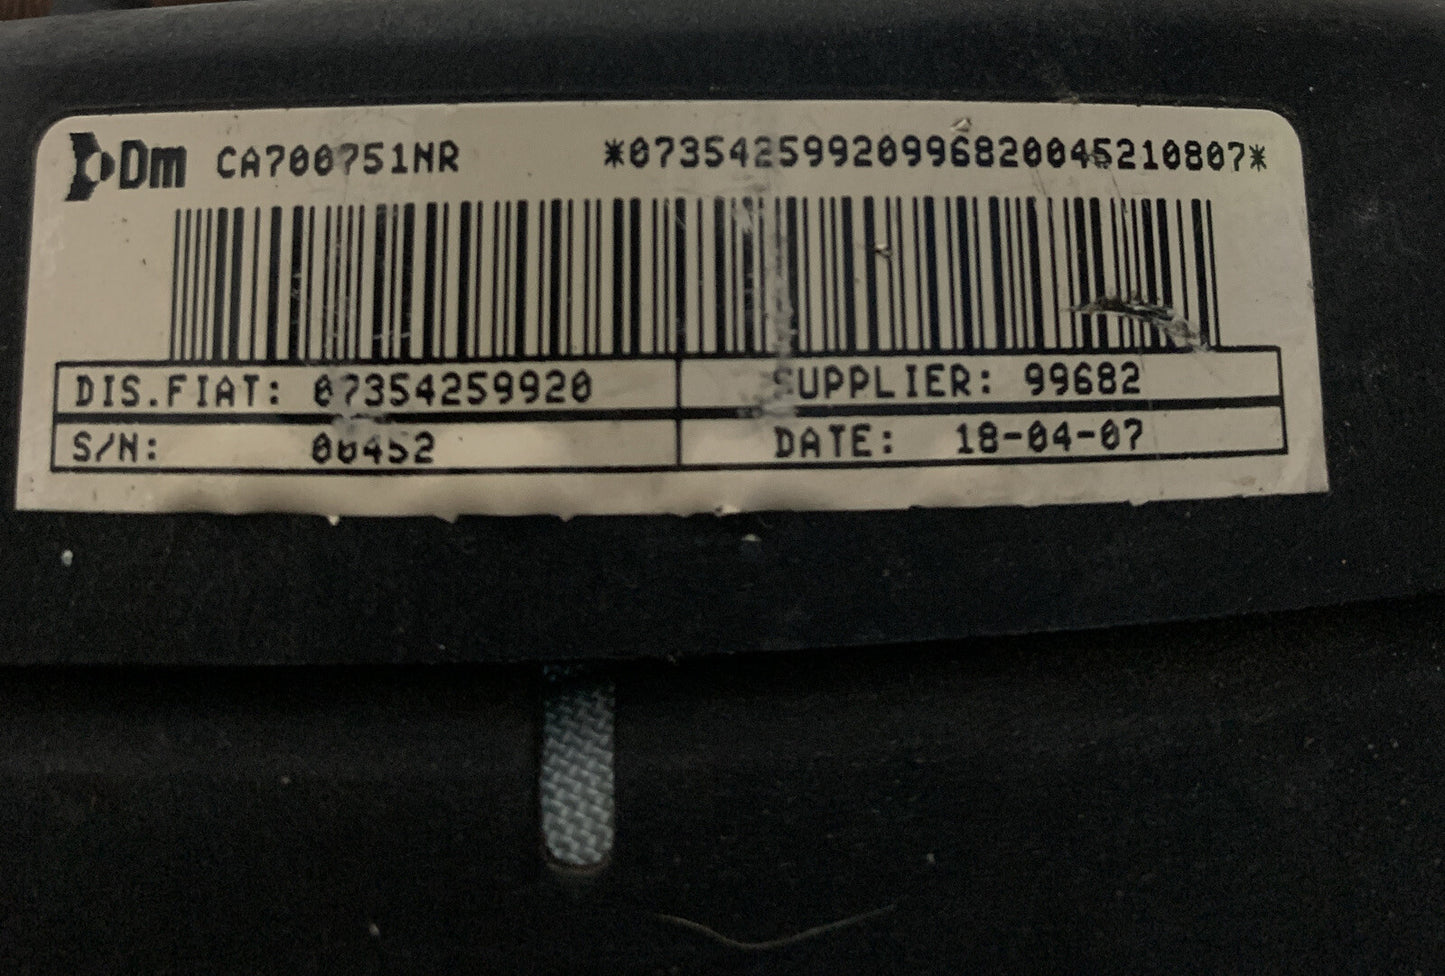 Dm CA700751NR *07354259920996820045210807*
DIS.FIAT: 07354259920 SUPPLIER: 99682
S/N: 00452 DATE: 18-04-07